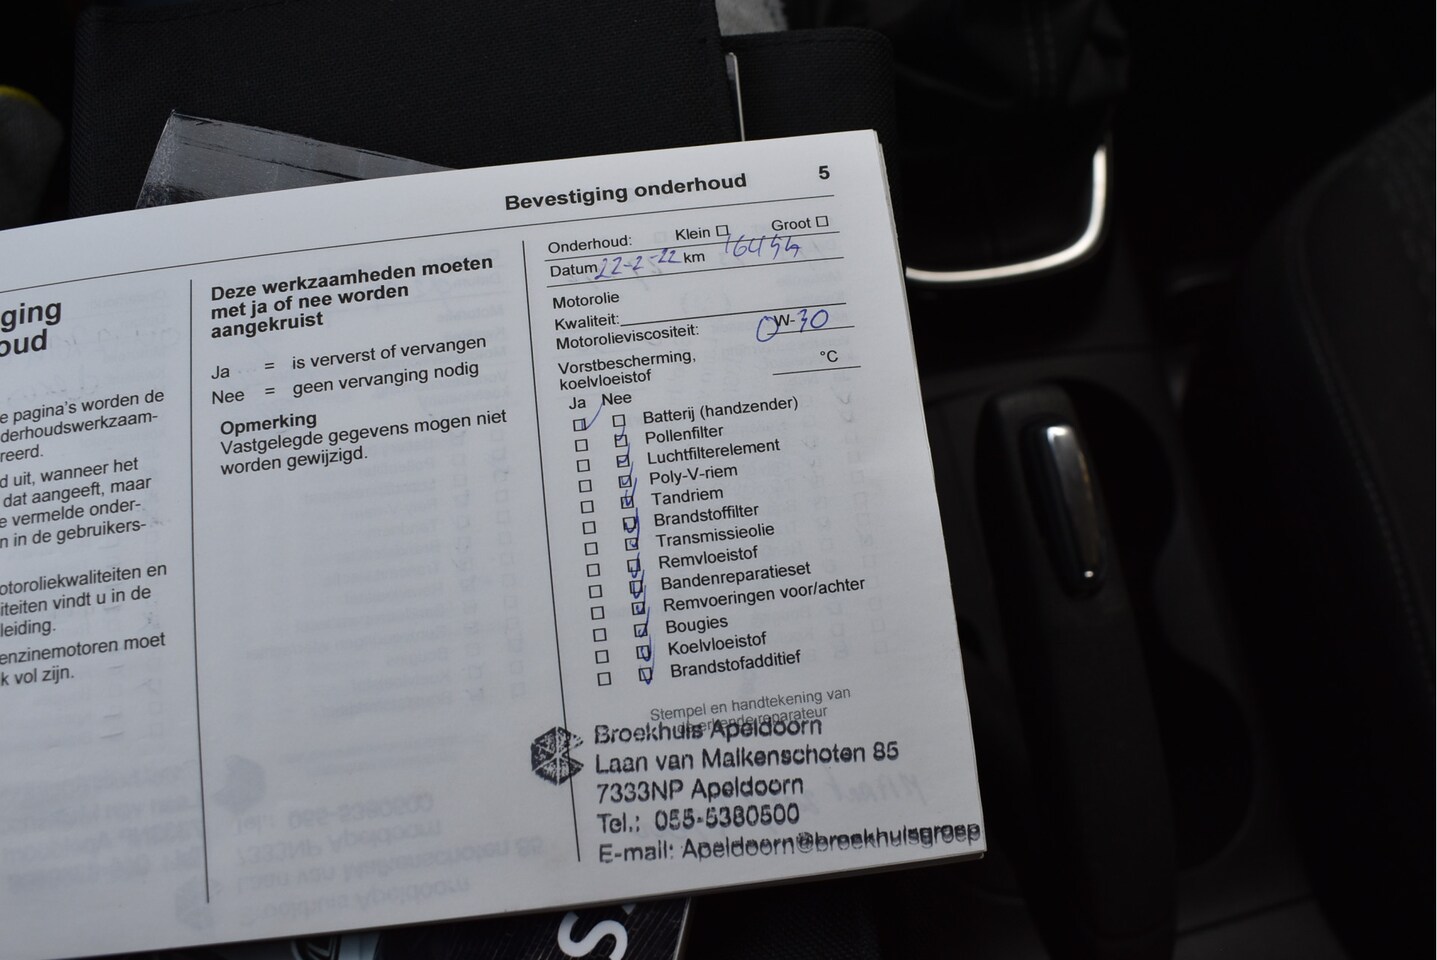 Bevestiging onderhoud 5
ging
oud
e pagina's worden de
derhoudswerkzaam-
reerd.
d uit, wanneer het
dat aangeeft, maar
e vermelde onder-
n in de gebruikers-
otoroliekwaliteiten en
iteiten vindt u in de
leiding.
enzinemotoren moet
k vol zijn.
Deze werkzaamheden moeten
met ja of nee worden
aangekruist
Ja = is ververst of vervangen
Nee = geen vervanging nodig
Opmerking
Vastgelegde gegevens mogen niet
worden gewijzigd.
Onderhoud: Klein Groot
Datum 22-2-22 km
Motorolie
Kwaliteit:
Motorolieviscositeit: 0W-30
Vorstbescherming,
koelvloeistof °C
Ja Nee
Batterij (handzender)
Pollenfilter
Luchtfilterelement
Poly-V-riem
Tandriem
Brandstoffilter
Transmissieolie
Remvloeistof
Bandenreparatieset
Remvoeringen voor/achter
Bougies
Koelvloeistof
Brandstofadditief
Stempel en handtekening van
de erkende reparateur
Broekhuis Apeldoorn
Laan van Malkenschoten 85
7333NP Apeldoorn
Tel.: 055-5380500
E-mail: Apeldoorn@broekhuisgroep
S